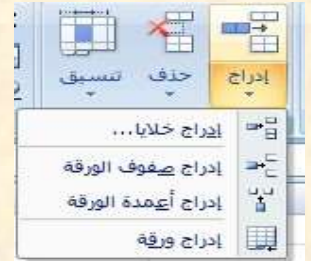 إدراج حذف تنسيق
إدراج خلايا...
إدراج صفوف الورقة
إدراج أعمدة الورقة
إدراج ورقة